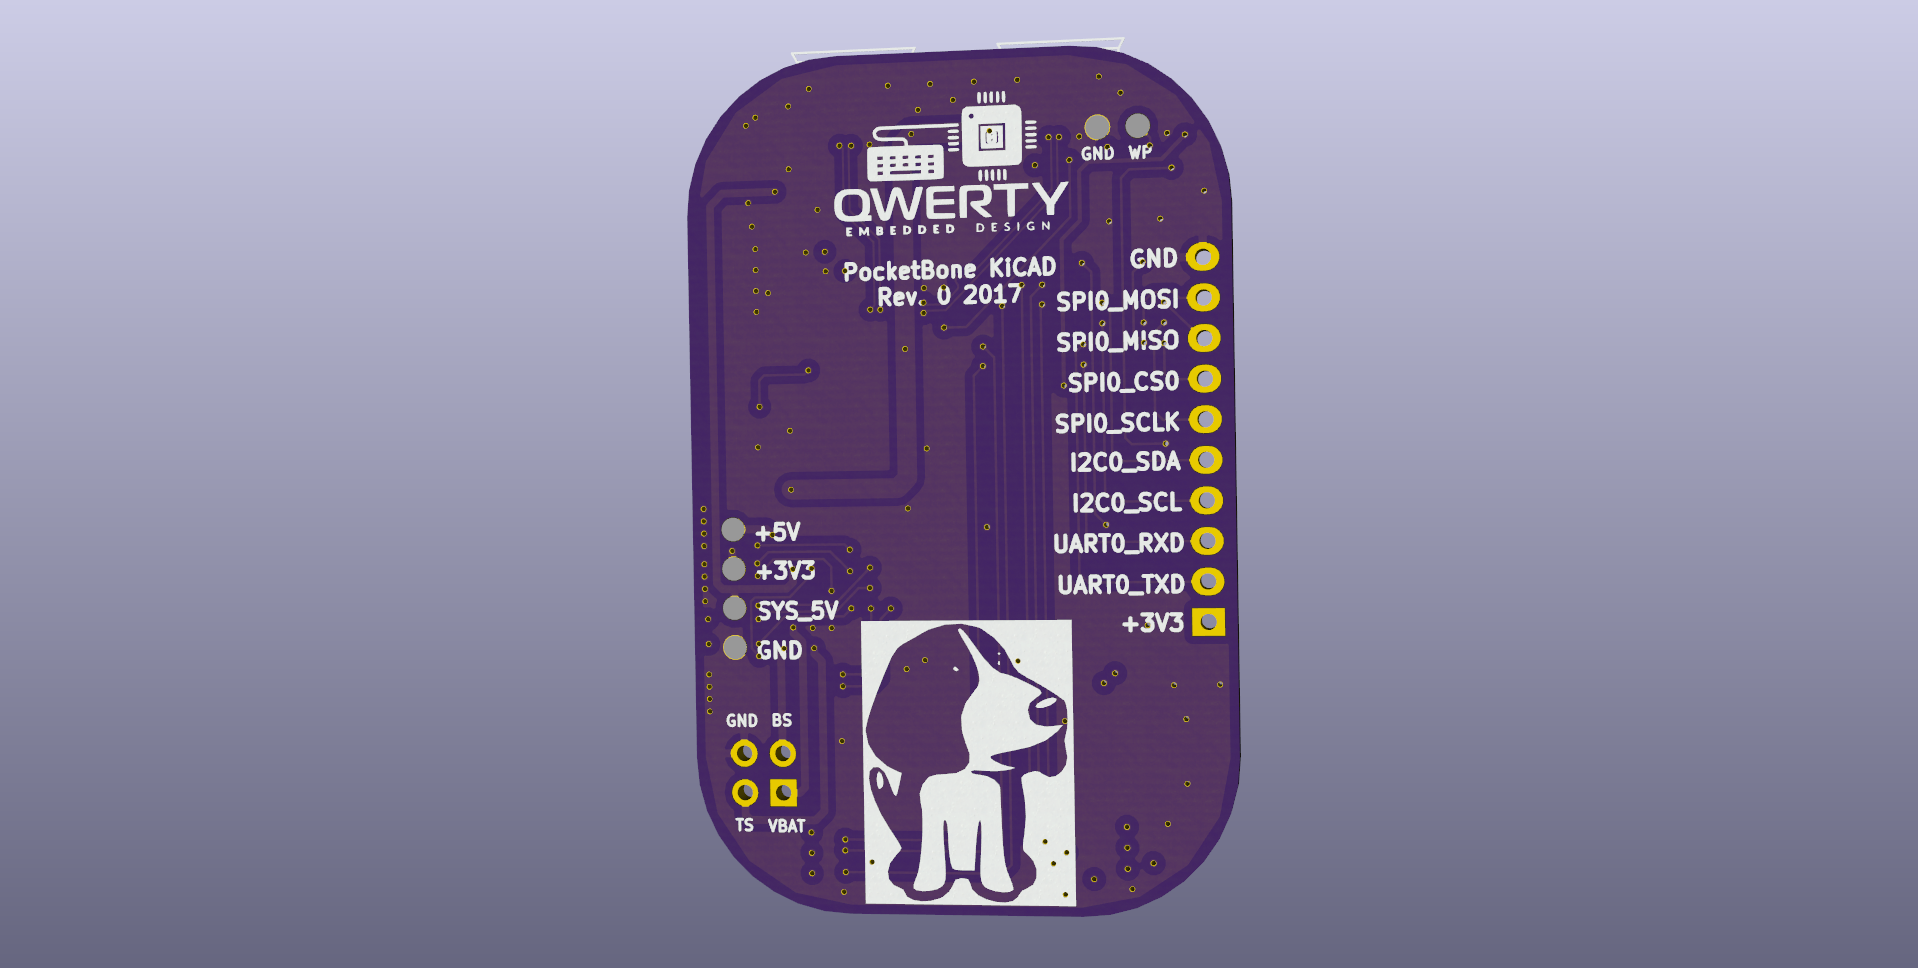 GND WP
QWERTY
EMBEDDED DESIGN
PocketBone KiCAD
Rev. 0 2017
GND
SPI0_MOSI
SPI0_MISO
SPI0_CS0
SPI0_SCLK
I2C0_SDA
I2C0_SCL
UART0_RXD
UART0_TXD
+3V3
+5V
+3V3
SYS_5V
GND
GND BS
TS VBAT